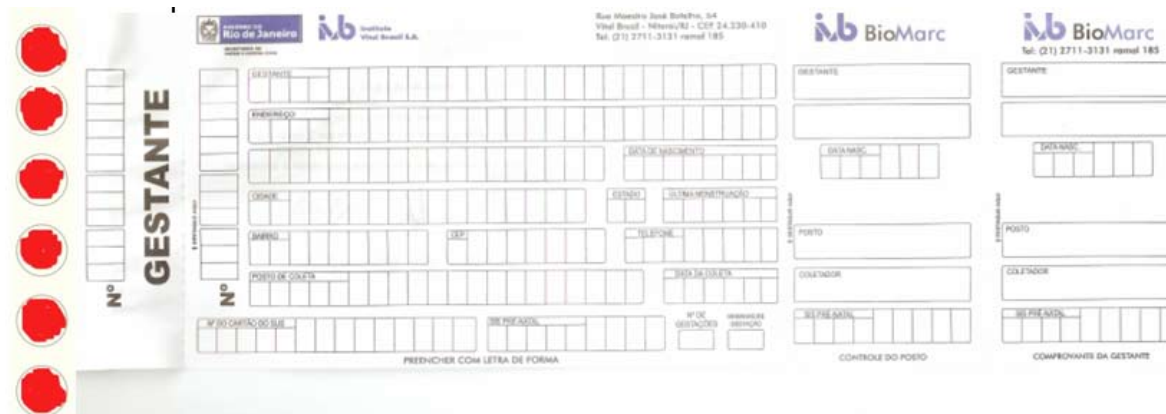 GOVERNO DO
Rio de Janeiro
Instituto
Vital Brazil S.A.
Rua Maestro José Botelho, 64
Vital Brazil - Niterói/RJ - CEP 24.230-410
Tel: (21) 2711-3131 ramal 185
Nº
GESTANTE
Nº
GESTANTE
ENDEREÇO
DATA DE NASCIMENTO
CIDADE
ESTADO
ÚLTIMA MENSTRUAÇÃO
BAIRRO
CEP
TELEFONE
POSTO DE COLETA
DATA DA COLETA
Nº DO CARTÃO DO SUS
SIS PRÉ-NATAL
Nº DE
GESTAÇÕES
PREENCHER COM LETRA DE FORMA
BioMarc
GESTANTE
DATA NASC.
POSTO
COLETADOR
SIS PRÉ-NATAL
CONTROLE DO POSTO
BioMarc
Tel: (21) 2711-3131 ramal 185
GESTANTE
DATA NASC.
POSTO
COLETADOR
SIS PRÉ-NATAL
COMPROVANTE DA GESTANTE